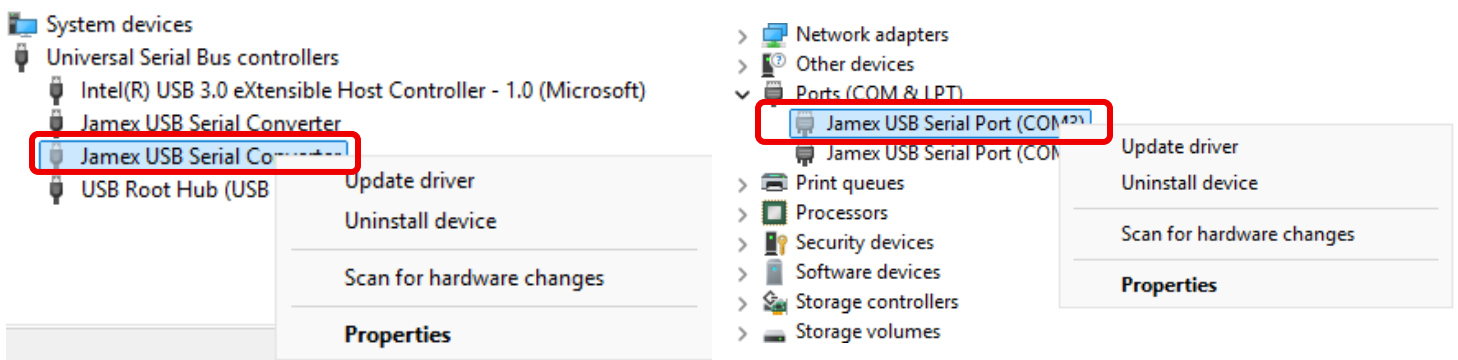 System devices
Universal Serial Bus controllers
Intel(R) USB 3.0 eXtensible Host Controller - 1.0 (Microsoft)
Jamex USB Serial Converter
Jamex USB Serial Converter
USB Root Hub (USB
Update driver
Uninstall device
Scan for hardware changes
Properties
Network adapters
Other devices
Ports (COM & LPT)
Jamex USB Serial Port
Jamex USB Serial Port
Print queues
Processors
Security devices
Software devices
Storage controllers
Storage volumes
Update driver
Uninstall device
Scan for hardware changes
Properties